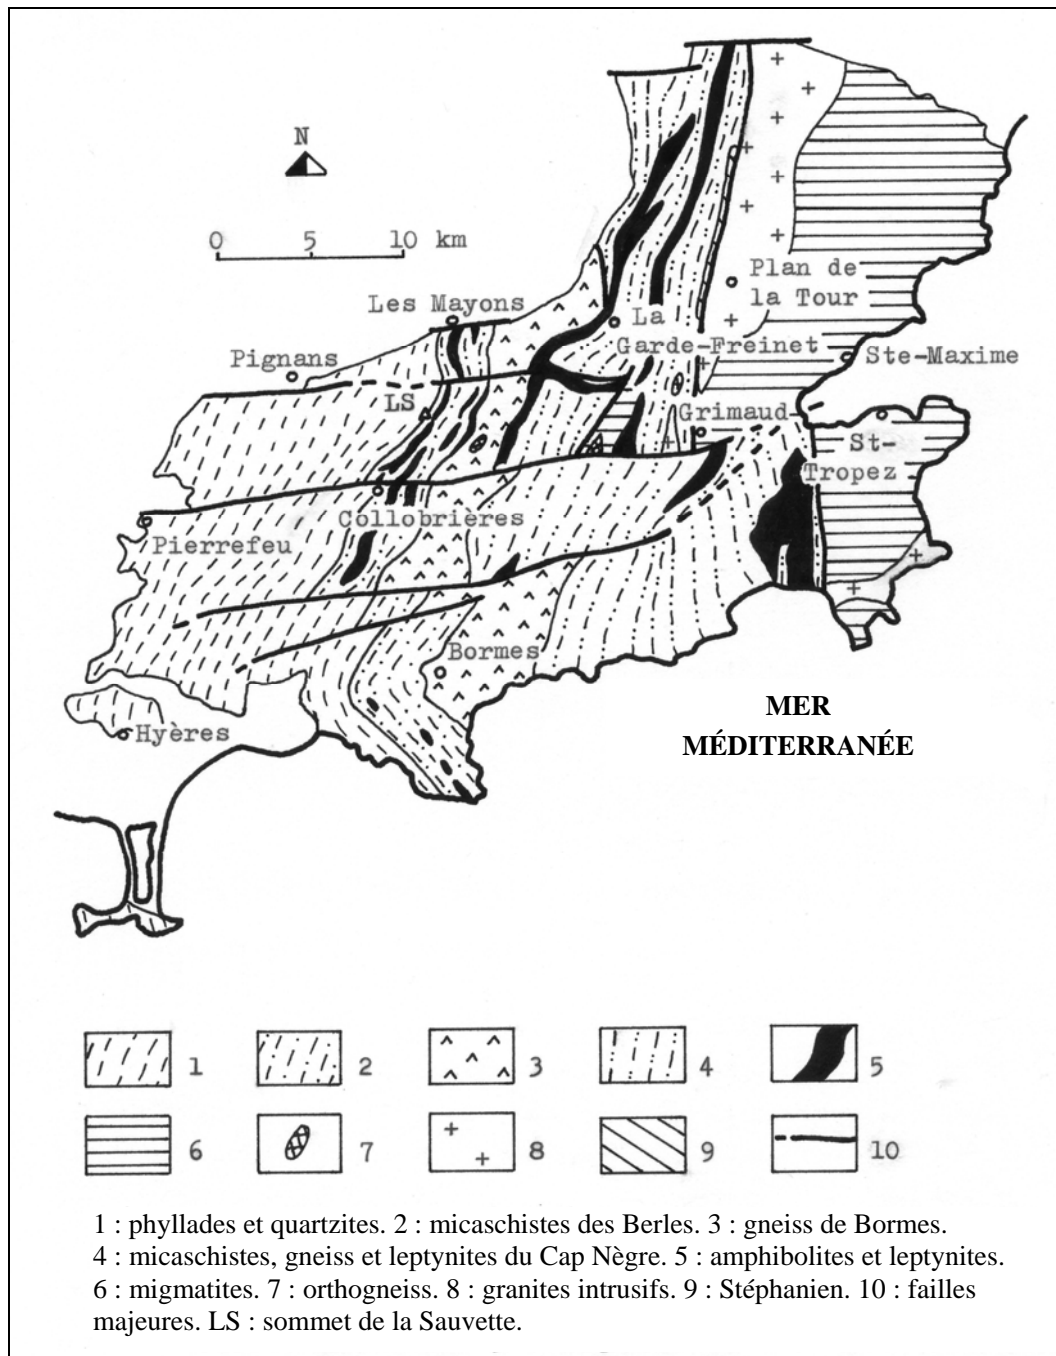 N
0 5 10 km
Plan de
la Tour
Les Mayons
La
Garde-Freinet
Pignans
Ste-Maxime
LS
Grimaud
St-
Tropez
Collobrières
Pierrefeu
Bormes
MER
MÉDITERRANÉE
Hyères
1 2 3 4 5
6 7 8 9 10
1 : phyllades et quartzites. 2 : micaschistes des Berles. 3 : gneiss de Bormes.
4 : micaschistes, gneiss et leptynites du Cap Nègre. 5 : amphibolites et leptynites.
6 : migmatites. 7 : orthogneiss. 8 : granites intrusifs. 9 : Stéphanien. 10 : failles
majeures. LS : sommet de la Sauvette.